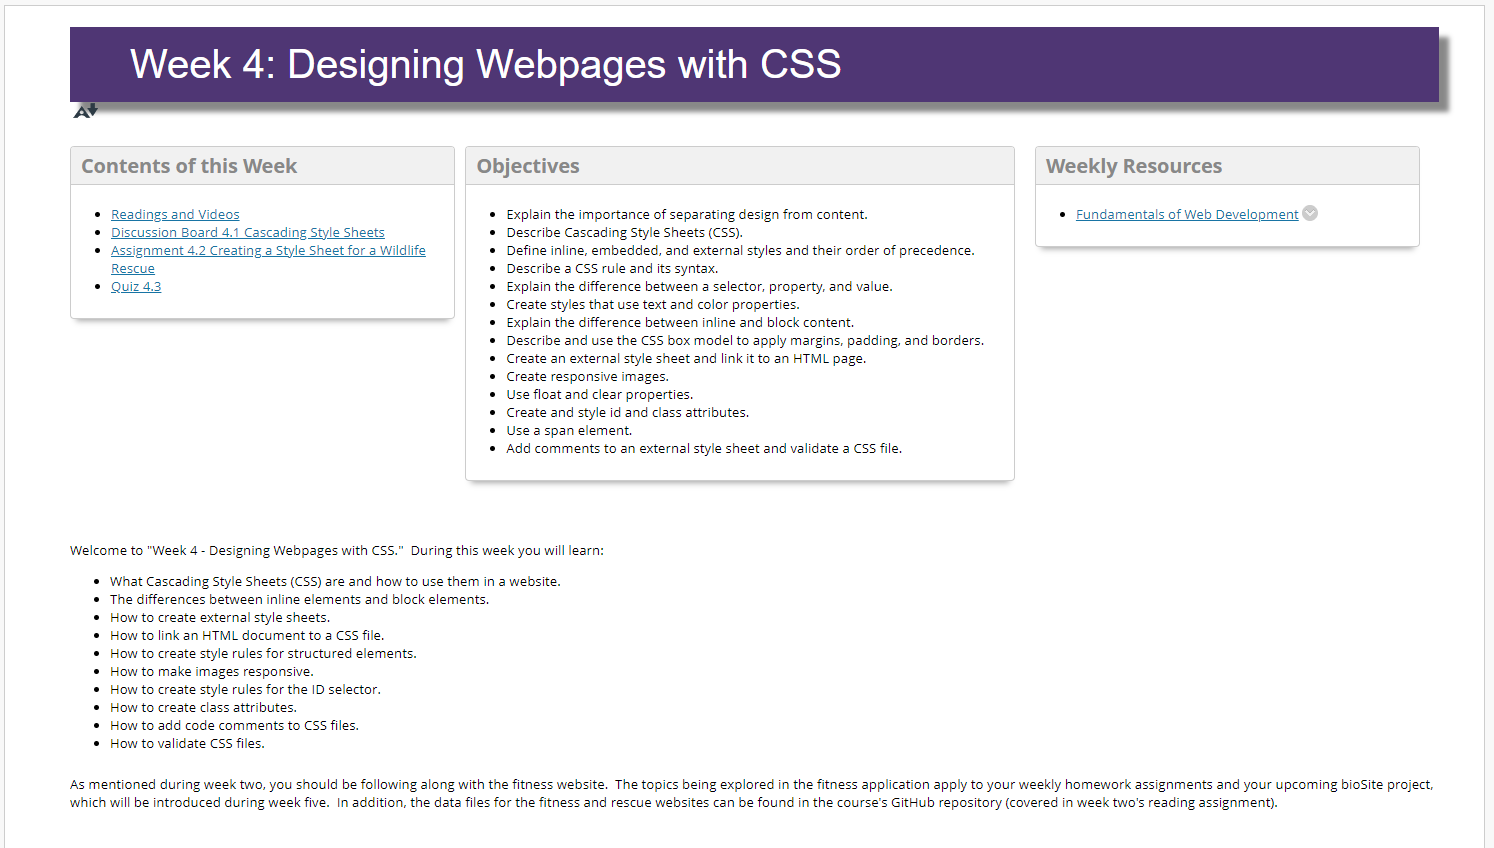 Week 4: Designing Webpages with CSS
Contents of this Week
Readings and Videos
Discussion Board 4.1 Cascading Style Sheets
Assignment 4.2 Creating a Style Sheet for a Wildlife
Rescue
Quiz 4.3
Objectives
Explain the importance of separating design from content.
Describe Cascading Style Sheets (CSS).
Define inline, embedded, and external styles and their order of precedence.
Describe a CSS rule and its syntax.
Explain the difference between a selector, property, and value.
Create styles that use text and color properties.
Explain the difference between inline and block content.
Describe and use the CSS box model to apply margins, padding, and borders.
Create an external style sheet and link it to an HTML page.
Create responsive images.
Use float and clear properties.
Create and style id and class attributes.
Use a span element.
Add comments to an external style sheet and validate a CSS file.
Weekly Resources
Fundamentals of Web Development
Welcome to "Week 4 - Designing Webpages with CSS."  During this week you will learn:
What Cascading Style Sheets (CSS) are and how to use them in a website.
The differences between inline elements and block elements.
How to create external style sheets.
How to link an HTML document to a CSS file.
How to create style rules for structured elements.
How to make images responsive.
How to create style rules for the ID selector.
How to create class attributes.
How to add code comments to CSS files.
How to validate CSS files.
As mentioned during week two, you should be following along with the fitness website.  The topics being explored in the fitness application apply to your weekly homework assignments and your upcoming bioSite project,
which will be introduced during week five.  In addition, the data files for the fitness and rescue websites can be found in the course's GitHub repository (covered in week two's reading assignment).